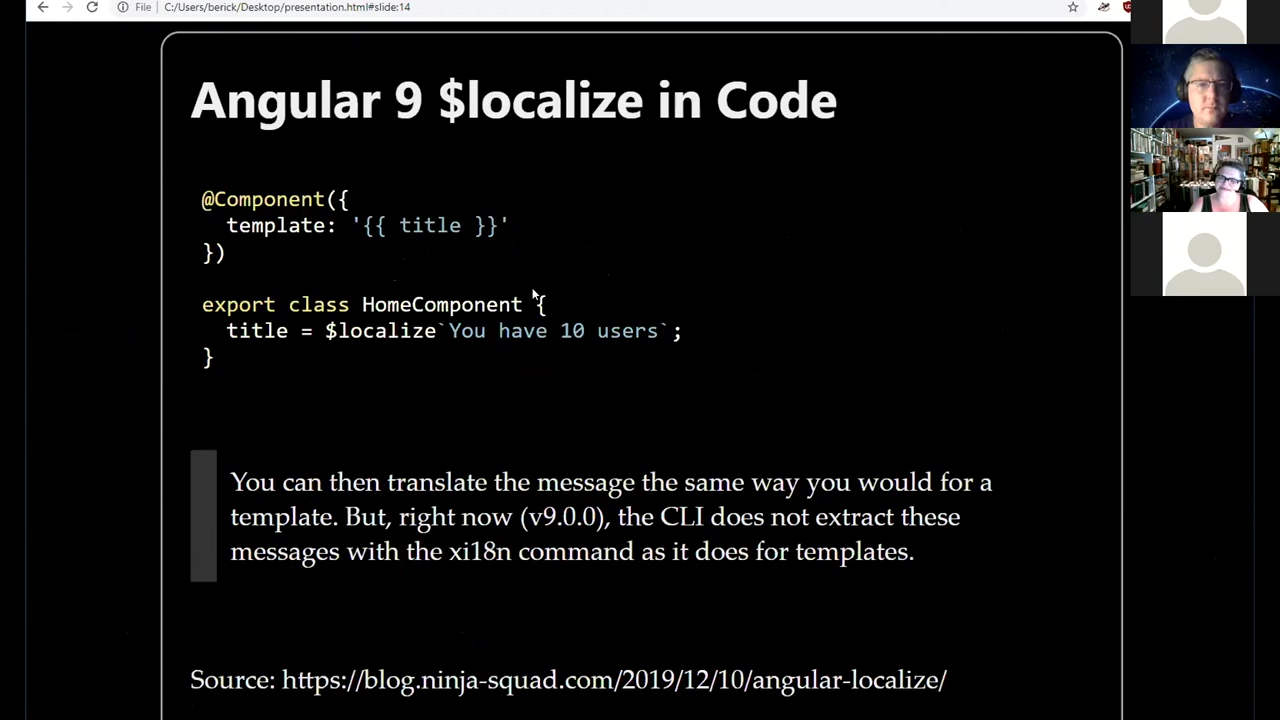 File C:/Users/berick/Desktop/presentation.html#slide:14
Angular 9 $localize in Code
@Component({
template: '{{ title }}'
})
export class HomeComponent {
title = $localize`You have 10 users`;
}
You can then translate the message the same way you would for a
template. But, right now (v9.0.0), the CLI does not extract these
messages with the xi18n command as it does for templates.
Source: https://blog.ninja-squad.com/2019/12/10/angular-localize/